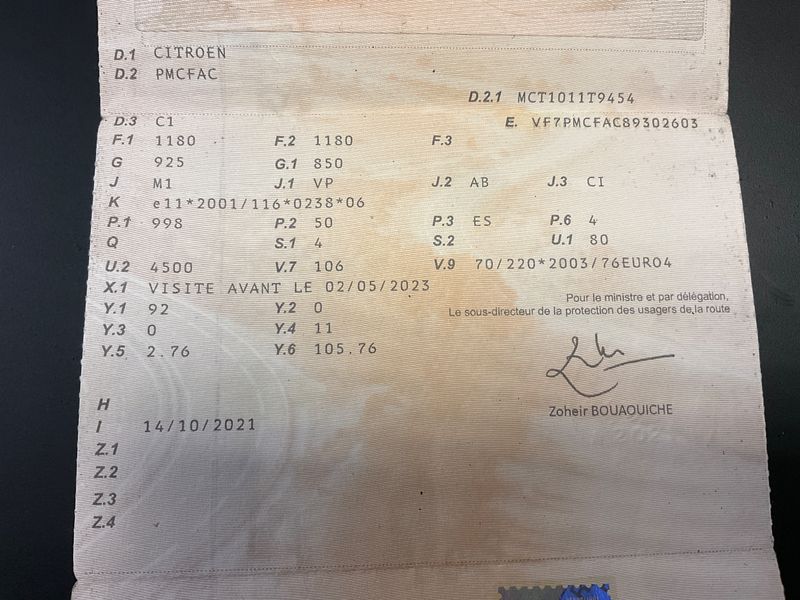 D.1 CITROEN
D.2 PMCFAC
D.2.1 MCT1011T9454
D.3 C1 E. VF7PMCFAC89302603
F.1 1180 F.2 1180 F.3
G 925 G.1 850
J M1 J.1 VP J.2 AB J.3 CI
K e11*2001/116*0238*06
P.1 998 P.2 50 P.3 ES P.6 4
Q S.1 4 S.2 U.1 80
U.2 4500 V.7 106 V.9 70/220*2003/76EURO4
X.1 VISITE AVANT LE 02/05/2023
Y.1 92 Y.2 0
Pour le ministre et par délégation,
Le sous-directeur de la protection des usagers de la route
Y.3 0 Y.4 11
Y.5 2.76 Y.6 105.76
H
Zoheir BOUAOUICHE
I 14/10/2021
Z.1
Z.2
Z.3
Z.4